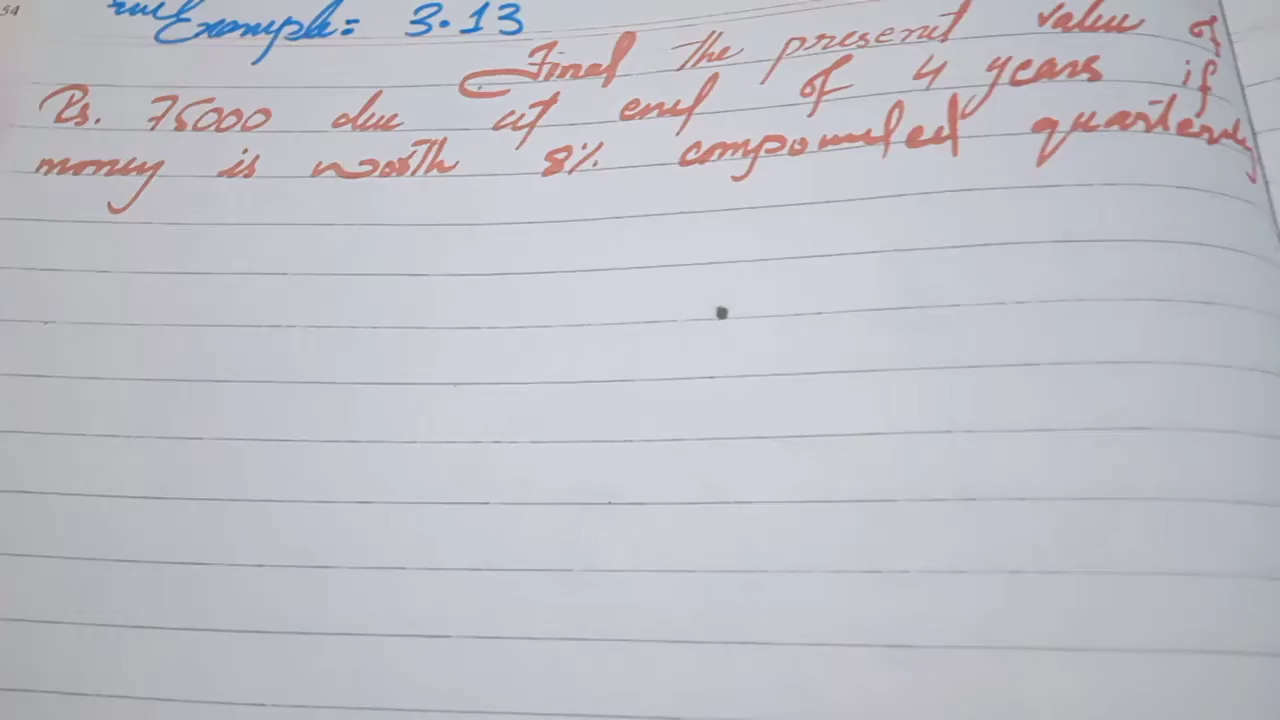 54
Example: 3.13
Find the present value of
Rs. 75000 due at end of 4 years if
money is worth 8% compounded quarterly